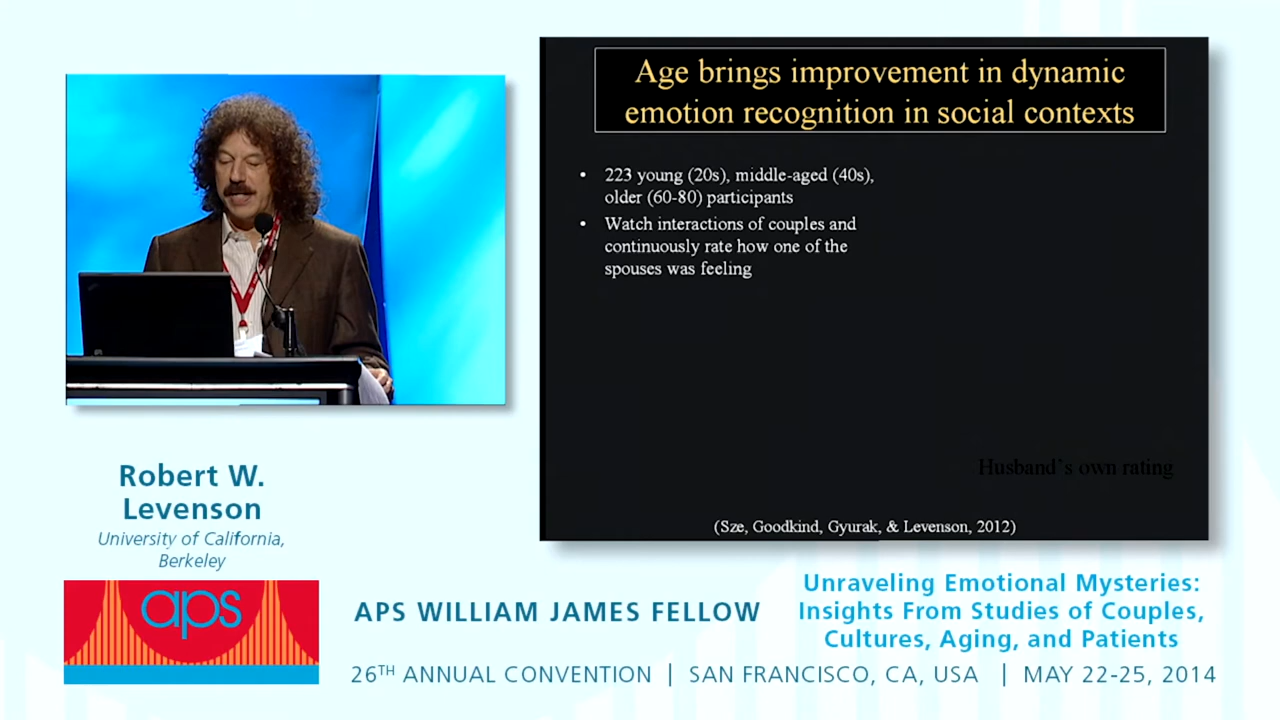 Age brings improvement in dynamic
emotion recognition in social contexts
• 223 young (20s), middle-aged (40s),
older (60-80) participants
• Watch interactions of couples and
continuously rate how one of the
spouses was feeling
Husband's own rating
(Sze, Goodkind, Gyurak, & Levenson, 2012)
Robert W.
Levenson
University of California,
Berkeley
aps
APS WILLIAM JAMES FELLOW
Unraveling Emotional Mysteries:
Insights From Studies of Couples,
Cultures, Aging, and Patients
26TH ANNUAL CONVENTION | SAN FRANCISCO, CA, USA | MAY 22-25, 2014